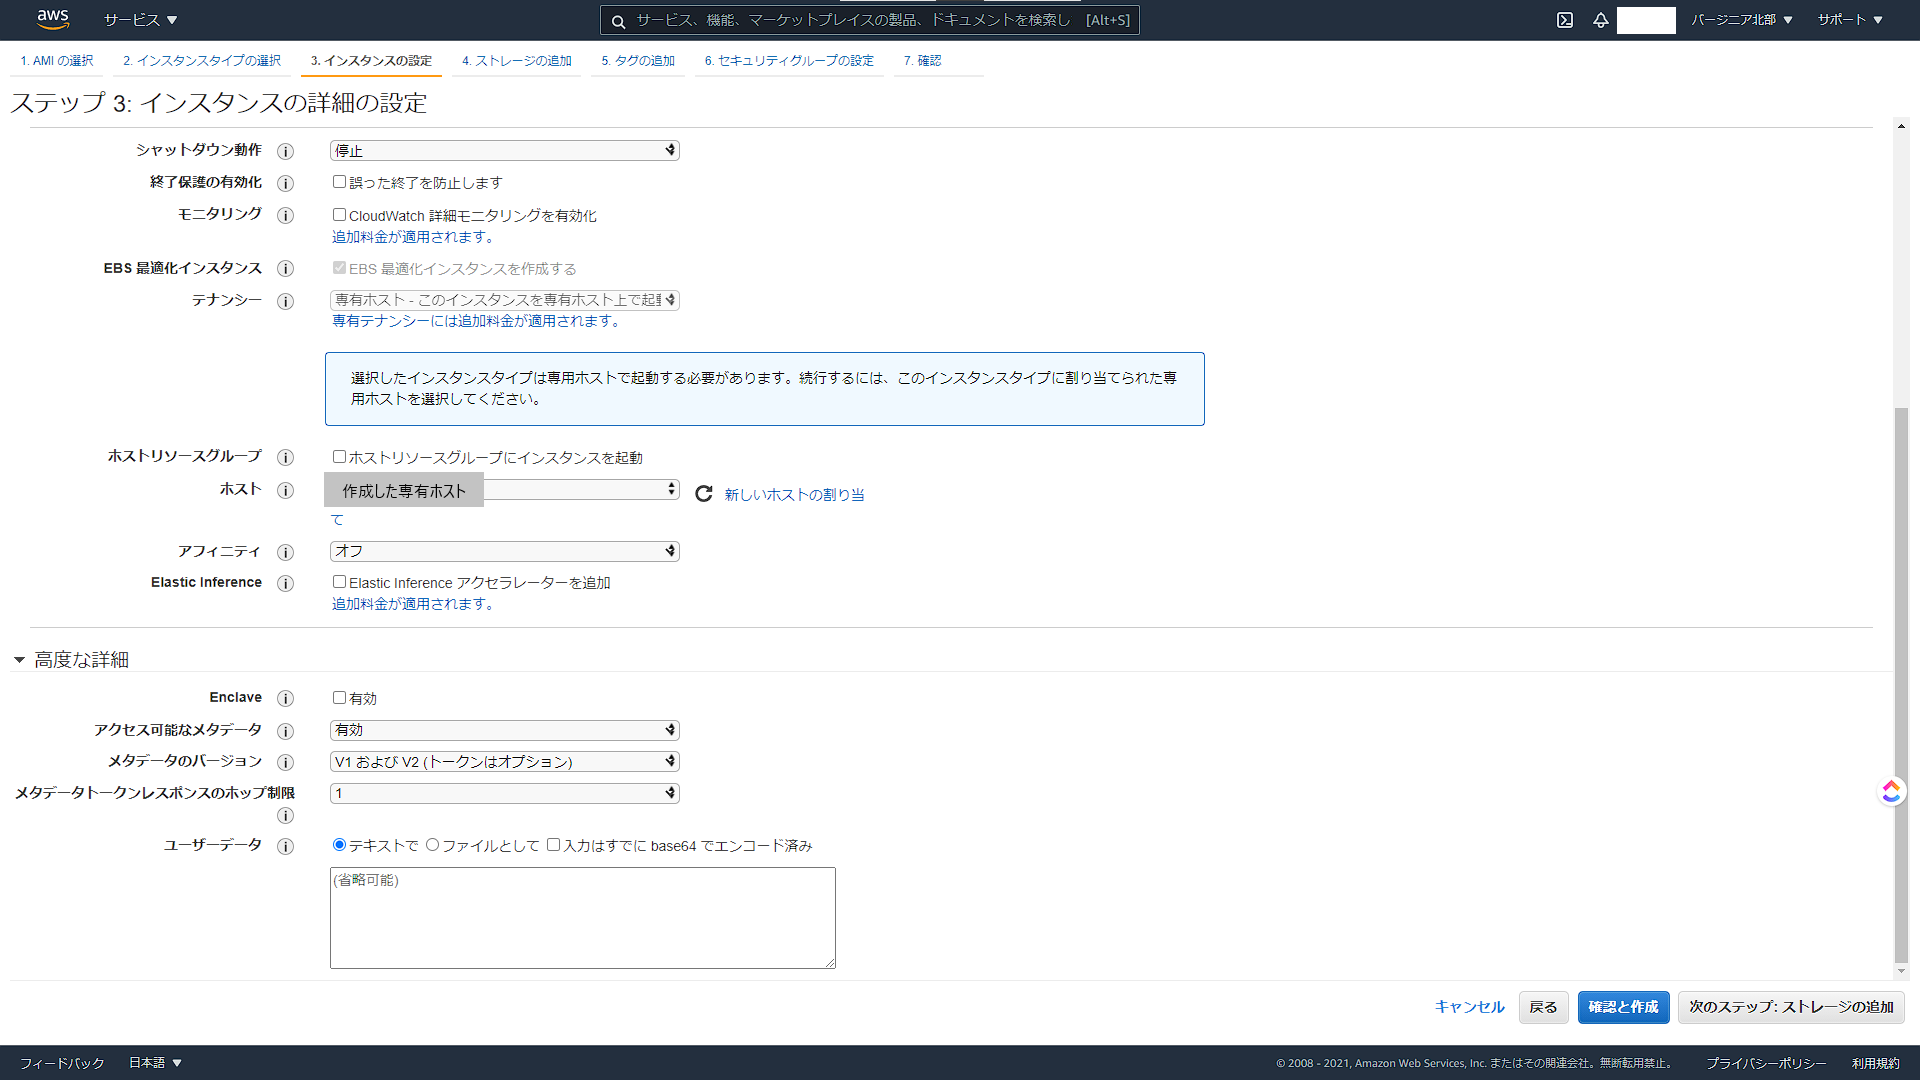 aws サービス ▼ サービス、機能、マーケットプレイスの製品、ドキュメントを検索し [Alt+S] バージニア北部 ▼ サポート ▼
1. AMI の選択 2. インスタンスタイプの選択 3. インスタンスの設定 4. ストレージの追加 5. タグの追加 6. セキュリティグループの設定 7. 確認
ステップ 3: インスタンスの詳細の設定
シャットダウン動作 停止
終了保護の有効化 誤った終了を防止します
モニタリング CloudWatch 詳細モニタリングを有効化
追加料金が適用されます。
EBS 最適化インスタンス EBS 最適化インスタンスを作成する
テナンシー 専有ホスト - このインスタンスを専有ホスト上で起
専有テナンシーには追加料金が適用されます。
選択したインスタンスタイプは専用ホストで起動する必要があります。続行するには、このインスタンスタイプに割り当てられた専
用ホストを選択してください。
ホストリソースグループ ホストリソースグループにインスタンスを起動
ホスト 作成した専有ホスト 新しいホストの割り当
て
アフィニティ オフ
Elastic Inference Elastic Inference アクセラレーターを追加
追加料金が適用されます。
高度な詳細
Enclave 有効
アクセス可能なメタデータ 有効
メタデータのバージョン V1 および V2 (トークンはオプション)
メタデータトークンレスポンスのホップ制限 1
ユーザーデータ テキストで ファイルとして 入力はすでに base64 でエンコード済み
(省略可能)
キャンセル 戻る 確認と作成 次のステップ: ストレージの追加
フィードバック 日本語 ▼ © 2008 - 2021, Amazon Web Services, Inc. またはその関連会社。無断転用禁止。 プライバシーポリシー 利用規約